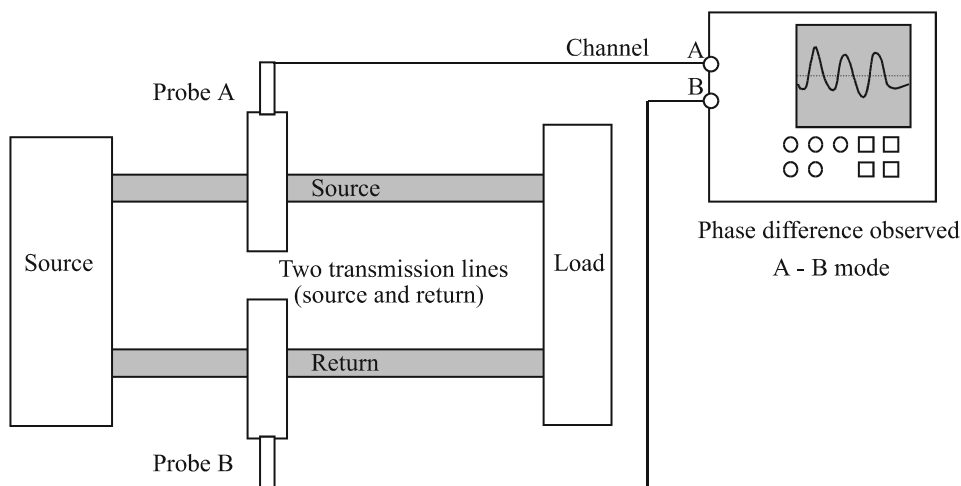 Channel
A
Probe A
B
Source
Phase difference observed
A - B mode
Source
Two transmission lines
(source and return)
Load
Return
Probe B